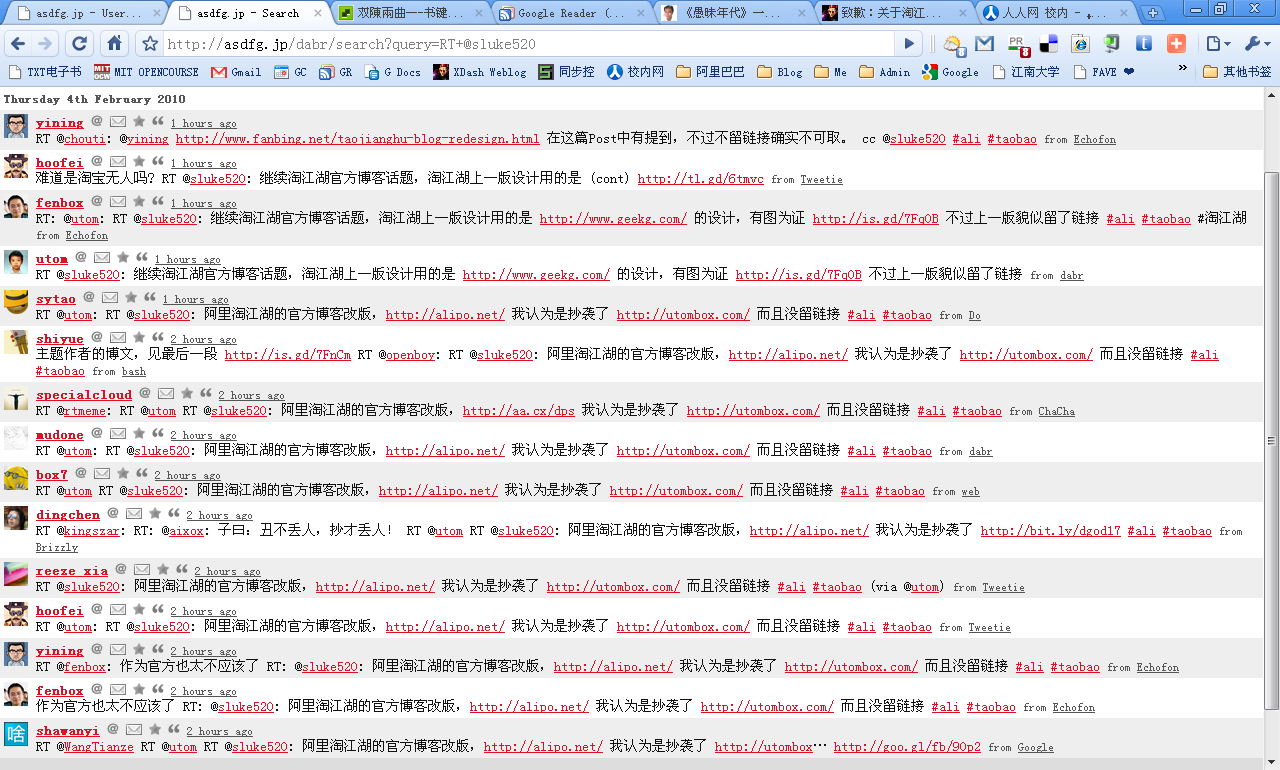 asdfg.jp - User...
asdfg.jp - Search
双陳兩曲—-书键...
Google Reader (...
《愚昧年代》一...
致歉：关于淘江...
人人网 校内 - ...
http://asdfg.jp/dabr/search?query=RT+@sluke520
TXT电子书 MIT OPENCOURSE Gmail GC GR G Docs XDash Weblog 同步控 校内网 阿里巴巴 Blog Me Admin Google 江南大学 FAVE ❤ » 其他书签
Thursday 4th February 2010
yining 1 hours ago
RT @chouti: @yining http://www.fanbing.net/taojianghu-blog-redesign.html 在这篇Post中有提到，不过不留链接确实不可取。 cc @sluke520 #ali #taobao from Echofon
hoofei 1 hours ago
难道是淘宝无人吗？RT @sluke520: 继续淘江湖官方博客话题，淘江湖上一版设计用的是 (cont) http://tl.gd/6tmvc from Tweetie
fenbox 1 hours ago
RT: @utom: RT @sluke520: 继续淘江湖官方博客话题，淘江湖上一版设计用的是 http://www.geekg.com/ 的设计，有图为证 http://is.gd/7FqOB 不过上一版貌似留了链接 #ali #taobao #淘江湖
from Echofon
utom 1 hours ago
RT @sluke520: 继续淘江湖官方博客话题，淘江湖上一版设计用的是 http://www.geekg.com/ 的设计，有图为证 http://is.gd/7FqOB 不过上一版貌似留了链接 from dabr
sytao 1 hours ago
RT @utom: RT @sluke520: 阿里淘江湖的官方博客改版，http://alipo.net/ 我认为是抄袭了 http://utombox.com/ 而且没留链接 #ali #taobao from Do
shiyue 2 hours ago
主题作者的博文，见最后一段 http://is.gd/7FnCm RT @openboy: RT @sluke520: 阿里淘江湖的官方博客改版，http://alipo.net/ 我认为是抄袭了 http://utombox.com/ 而且没留链接 #ali
#taobao from bash
specialcloud 2 hours ago
RT @rtmeme: RT @utom RT @sluke520: 阿里淘江湖的官方博客改版，http://aa.cx/dps 我认为是抄袭了 http://utombox.com/ 而且没留链接 #ali #taobao from ChaCha
mudone 2 hours ago
RT @utom: RT @sluke520: 阿里淘江湖的官方博客改版，http://alipo.net/ 我认为是抄袭了 http://utombox.com/ 而且没留链接 #ali #taobao from dabr
box7 2 hours ago
RT @utom RT @sluke520: 阿里淘江湖的官方博客改版，http://alipo.net/ 我认为是抄袭了 http://utombox.com/ 而且没留链接 #ali #taobao from web
dingchen 2 hours ago
RT @kingszar: RT: @aixox: 子曰：丑不丢人，抄才丢人！ RT @utom RT @sluke520: 阿里淘江湖的官方博客改版，http://alipo.net/ 我认为是抄袭了 http://bit.ly/dgod17 #ali #taobao from
Brizzly
reeze_xia 2 hours ago
RT @sluke520: 阿里淘江湖的官方博客改版，http://alipo.net/ 我认为是抄袭了 http://utombox.com/ 而且没留链接 #ali #taobao (via @utom) from Tweetie
hoofei 2 hours ago
RT @utom: RT @sluke520: 阿里淘江湖的官方博客改版，http://alipo.net/ 我认为是抄袭了 http://utombox.com/ 而且没留链接 #ali #taobao from Tweetie
yining 2 hours ago
RT @fenbox: 作为官方也太不应该了 RT: @sluke520: 阿里淘江湖的官方博客改版，http://alipo.net/ 我认为是抄袭了 http://utombox.com/ 而且没留链接 #ali #taobao from Echofon
fenbox 2 hours ago
作为官方也太不应该了 RT: @sluke520: 阿里淘江湖的官方博客改版，http://alipo.net/ 我认为是抄袭了 http://utombox.com/ 而且没留链接 #ali #taobao from Echofon
啥 shawanyi 2 hours ago
RT @WangTianze RT @utom RT @sluke520: 阿里淘江湖的官方博客改版，http://alipo.net/ 我认为是抄袭了 http://utombox… http://goo.gl/fb/90p2 from Google